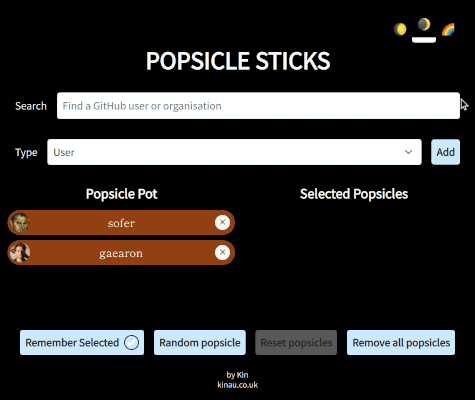 POPSICLE STICKS
Search
Find a GitHub user or organisation
Type
User
Add
Popsicle Pot
Selected Popsicles
sofer
gaearon
Remember Selected
Random popsicle
Reset popsicles
Remove all popsicles
by Kin
kinau.co.uk